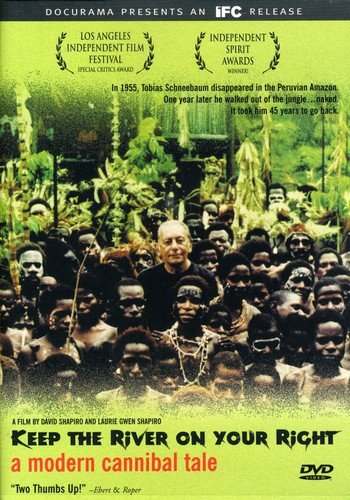 DOCURAMA PRESENTS AN iFC RELEASE
LOS ANGELES
INDEPENDENT FILM
FESTIVAL
SPECIAL CRITICS AWARD
INDEPENDENT
SPIRIT
AWARDS
WINNER!
In 1955, Tobias Schneebaum disappeared in the Peruvian Amazon.
One year later he walked out of the jungle...naked.
It took him 45 years to go back.
A FILM BY DAVID SHAPIRO AND LAURIE GWEN SHAPIRO
KEEP THE RiVER ON YOUR RiGHT
a modern cannibal tale
"Two Thumbs Up!" –Ebert & Roper
DVD
VIDEO